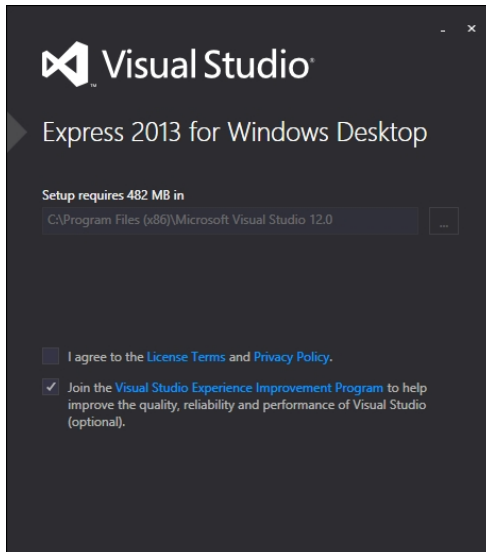 Visual Studio®
™
Express 2013 for Windows Desktop
Setup requires 482 MB in
C:\Program Files (x86)\Microsoft Visual Studio 12.0
...
I agree to the License Terms and Privacy Policy.
Join the Visual Studio Experience Improvement Program to help
improve the quality, reliability and performance of Visual Studio
(optional).